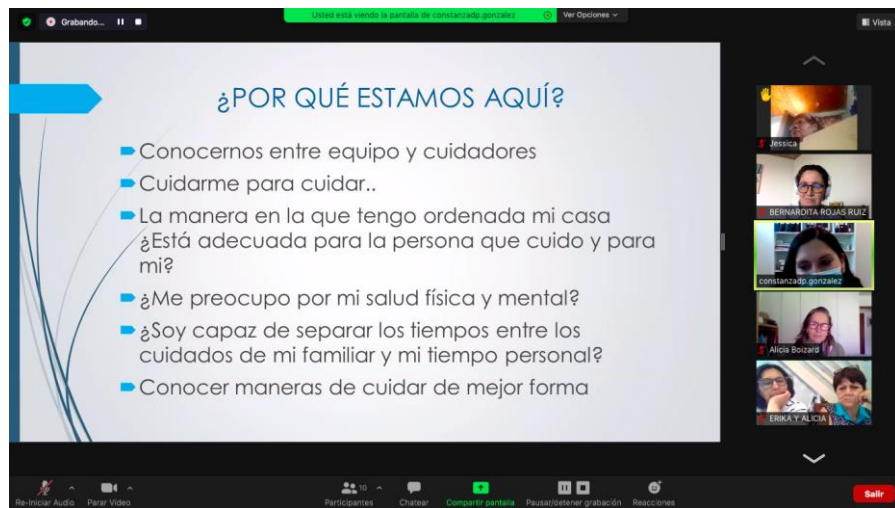 Grabando...
Usted está viendo la pantalla de constanzadp.gonzalez
Ver Opciones
Vista
¿POR QUÉ ESTAMOS AQUÍ?
Conocernos entre equipo y cuidadores
Cuidarme para cuidar..
La manera en la que tengo ordenada mi casa
¿Está adecuada para la persona que cuido y para
mi?
¿Me preocupo por mi salud física y mental?
¿Soy capaz de separar los tiempos entre los
cuidados de mi familiar y mi tiempo personal?
Conocer maneras de cuidar de mejor forma
Jessica
BERNARDITA ROJAS RUIZ
constanzadp.gonzalez
Alicia Boizard
ERIKA Y ALICIA
Re-Iniciar Audio
Parar Video
Participantes
10
Chatear
Compartir pantalla
Pausar/detener grabación
Reacciones
Salir